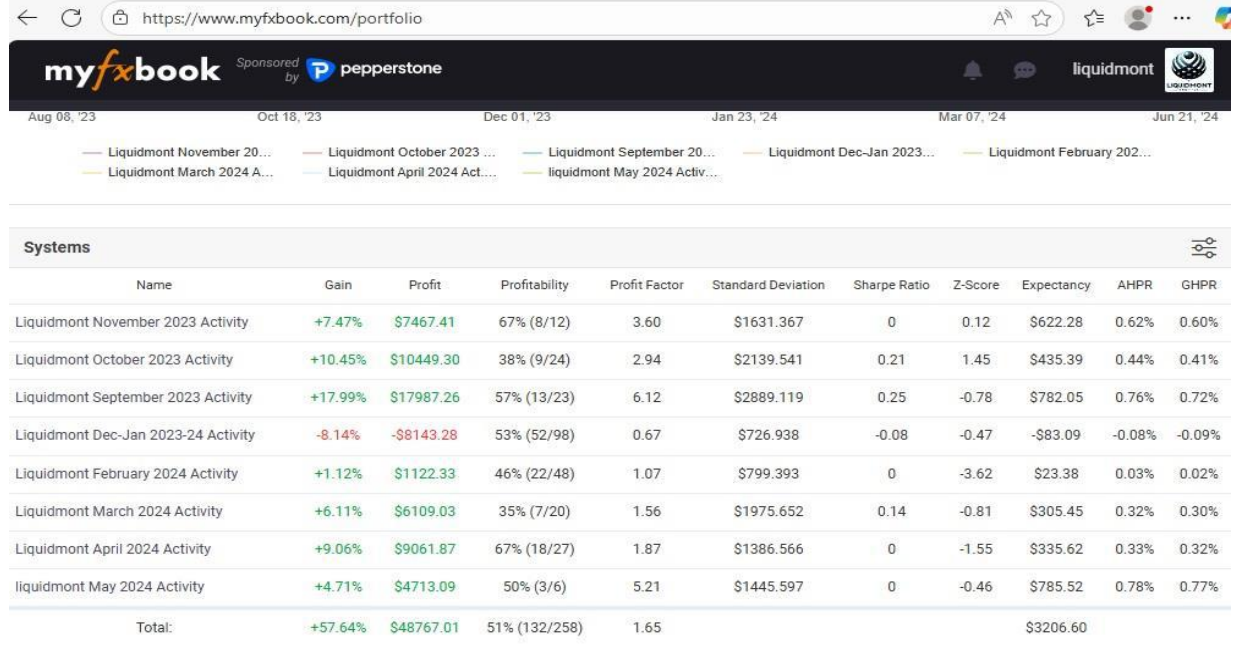 https://www.myfxbook.com/portfolio
myfxbook Sponsored by pepperstone liquidmont LIQUIDMONT
Aug 08, '23 Oct 18, '23 Dec 01, '23 Jan 23, '24 Mar 07, '24 Jun 21, '24
Liquidmont November 20... Liquidmont October 2023 ... Liquidmont September 20... Liquidmont Dec-Jan 2023... Liquidmont February 202...
Liquidmont March 2024 A... Liquidmont April 2024 Act.... liquidmont May 2024 Activ...
Systems
Name Gain Profit Profitability Profit Factor Standard Deviation Sharpe Ratio Z-Score Expectancy AHPR GHPR
Liquidmont November 2023 Activity +7.47% $7467.41 67% (8/12) 3.60 $1631.367 0 0.12 $622.28 0.62% 0.60%
Liquidmont October 2023 Activity +10.45% $10449.30 38% (9/24) 2.94 $2139.541 0.21 1.45 $435.39 0.44% 0.41%
Liquidmont September 2023 Activity +17.99% $17987.26 57% (13/23) 6.12 $2889.119 0.25 -0.78 $782.05 0.76% 0.72%
Liquidmont Dec-Jan 2023-24 Activity -8.14% -$8143.28 53% (52/98) 0.67 $726.938 -0.08 -0.47 -$83.09 -0.08% -0.09%
Liquidmont February 2024 Activity +1.12% $1122.33 46% (22/48) 1.07 $799.393 0 -3.62 $23.38 0.03% 0.02%
Liquidmont March 2024 Activity +6.11% $6109.03 35% (7/20) 1.56 $1975.652 0.14 -0.81 $305.45 0.32% 0.30%
Liquidmont April 2024 Activity +9.06% $9061.87 67% (18/27) 1.87 $1386.566 0 -1.55 $335.62 0.33% 0.32%
liquidmont May 2024 Activity +4.71% $4713.09 50% (3/6) 5.21 $1445.597 0 -0.46 $785.52 0.78% 0.77%
Total: +57.64% $48767.01 51% (132/258) 1.65 $3206.60